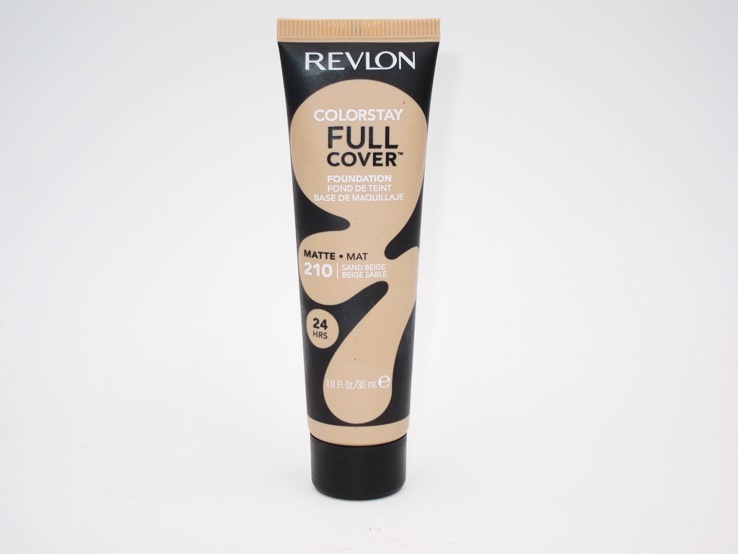 REVLON
COLORSTAY
FULL
COVER™
FOUNDATION
FOND DE TEINT
BASE DE MAQUILLAJE
MATTE • MAT
210 | SAND BEIGE
BEIGE SABLE
24
HRS
1.0 FL.Oz/30 mL ℮